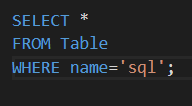 SELECT *
FROM Table
WHERE name='sql';